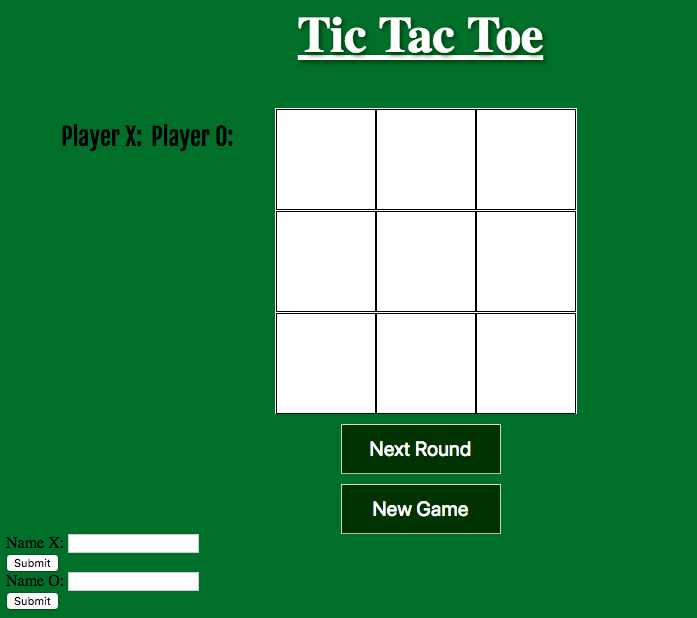 Tic Tac Toe
Player X: Player O:
Next Round
New Game
Name X:
Submit
Name O:
Submit